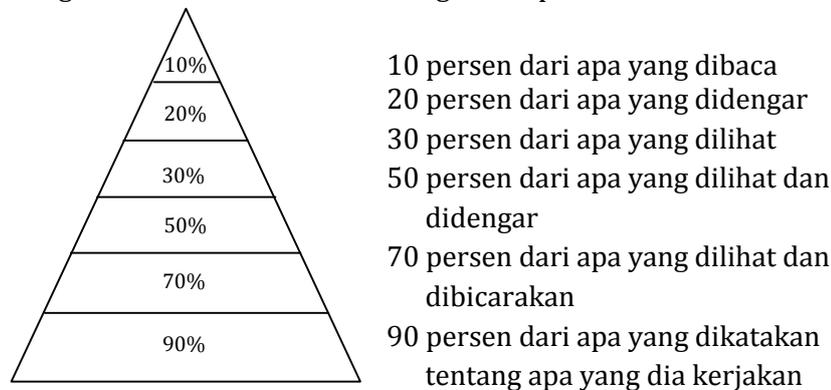 10%
20%
30%
50%
70%
90%
10 persen dari apa yang dibaca
20 persen dari apa yang didengar
30 persen dari apa yang dilihat
50 persen dari apa yang dilihat dan
didengar
70 persen dari apa yang dilihat dan
dibicarakan
90 persen dari apa yang dikatakan
tentang apa yang dia kerjakan